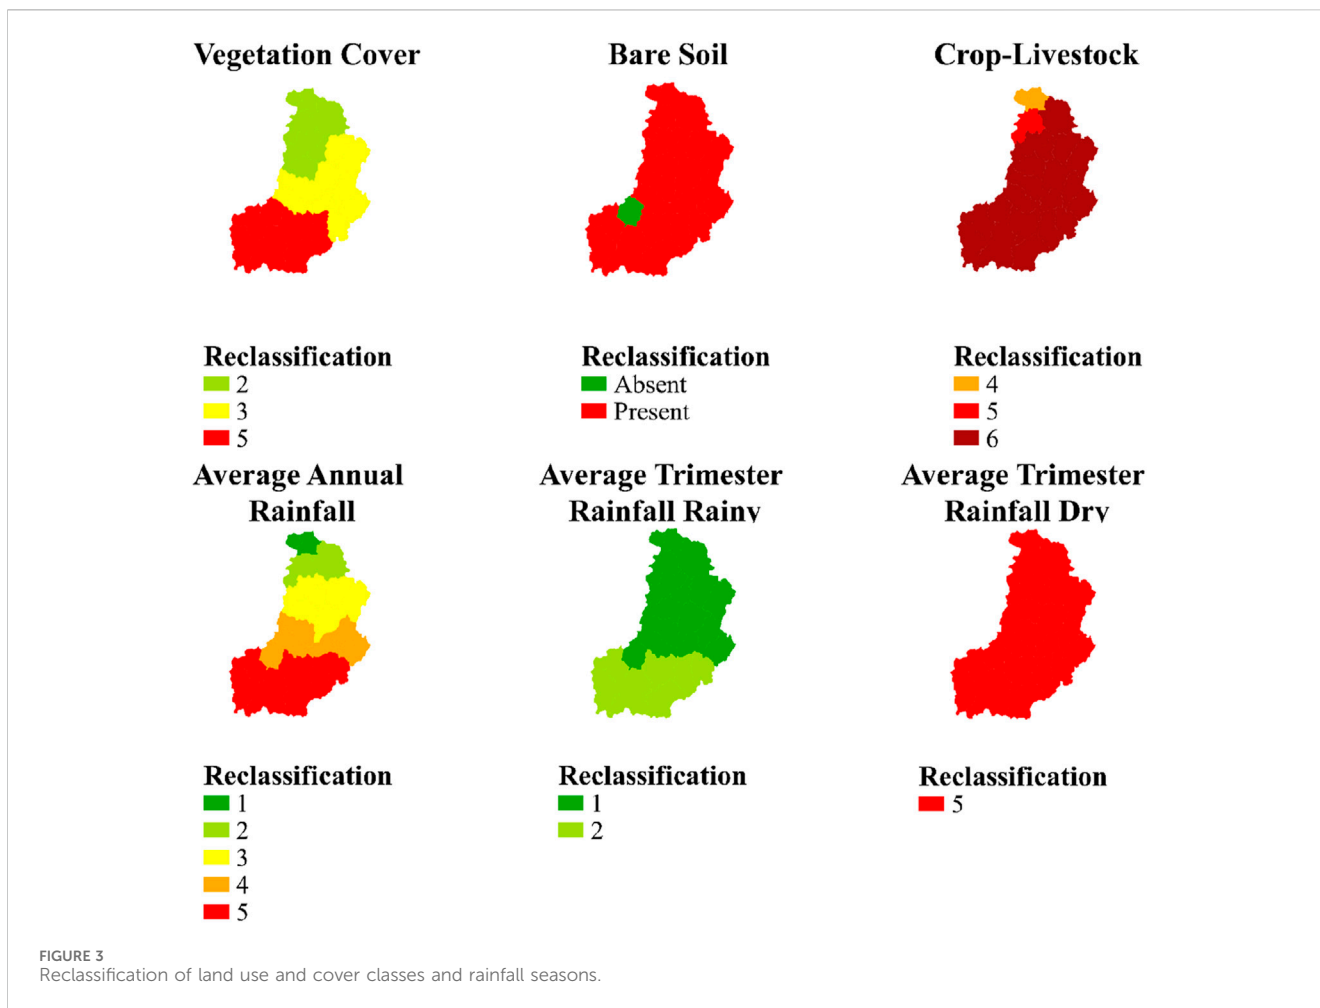 Vegetation Cover
Bare Soil
Crop-Livestock
Reclassification
2
3
5
Reclassification
Absent
Present
Reclassification
4
5
6
Average Annual
Rainfall
Average Trimester
Rainfall Rainy
Average Trimester
Rainfall Dry
Reclassification
1
2
3
4
5
Reclassification
1
2
Reclassification
5
FIGURE 3
Reclassification of land use and cover classes and rainfall seasons.